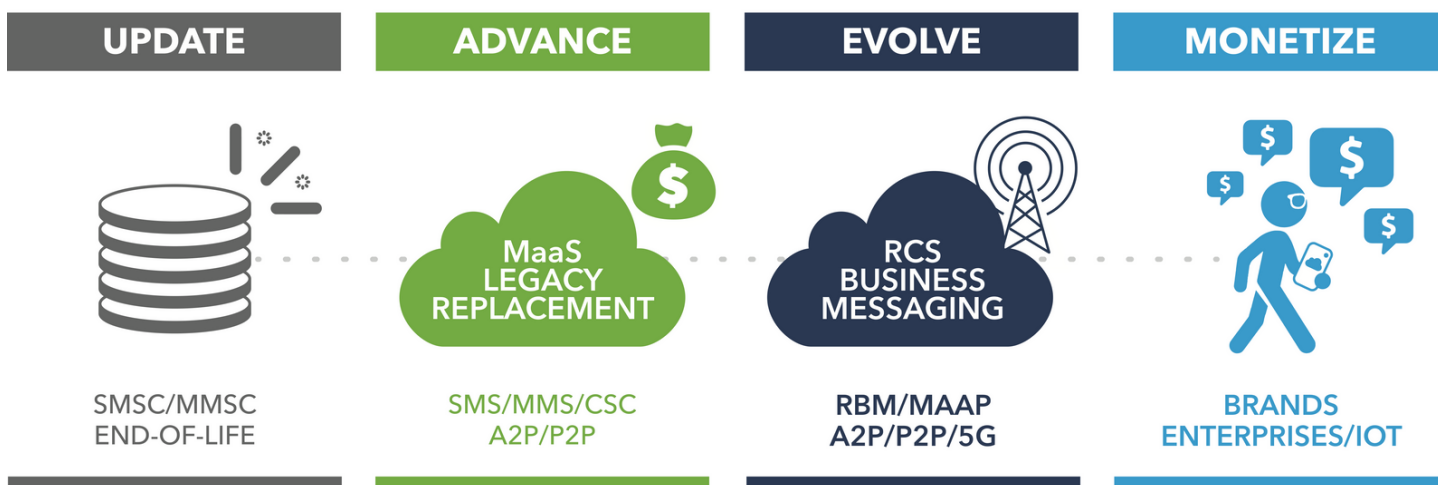 UPDATE
ADVANCE
EVOLVE
MONETIZE
$
$
$
$
$
MaaS
LEGACY
REPLACEMENT
RCS
BUSINESS
MESSAGING
SMSC/MMSC
END-OF-LIFE
SMS/MMS/CSC
A2P/P2P
RBM/MAAP
A2P/P2P/5G
BRANDS
ENTERPRISES/IOT